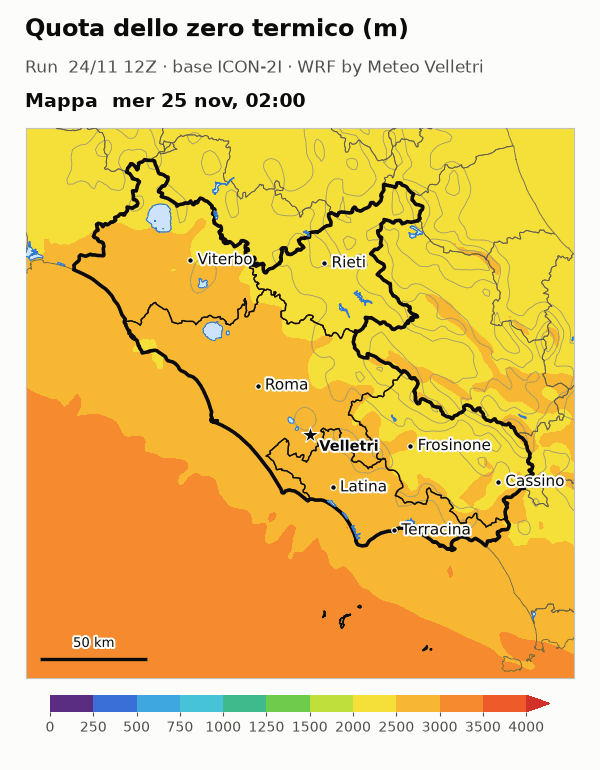 Quota dello zero termico (m)
Run 24/11 12Z · base ICON-2I · WRF by Meteo Velletri
Mappa mer 25 nov, 02:00
Viterbo
Rieti
Roma
Velletri
Frosinone
Latina
Cassino
Terracina
50 km
0 250 500 750 1000 1250 1500 2000 2500 3000 3500 4000